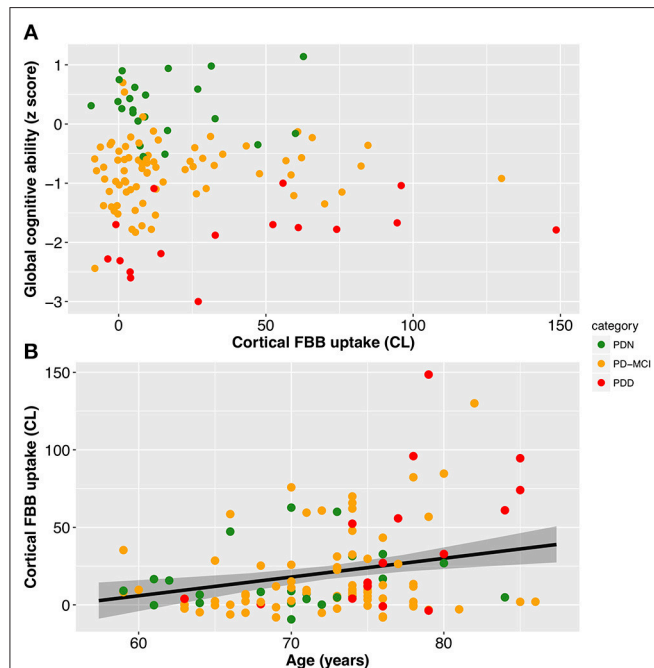 A
Global cognitive ability (z score)
1
0
−1
−2
−3
0
50
100
150
Cortical FBB uptake (CL)
category
PDN
PD−MCI
PDD
B
Cortical FBB uptake (CL)
150
100
50
0
60
70
80
Age (years)